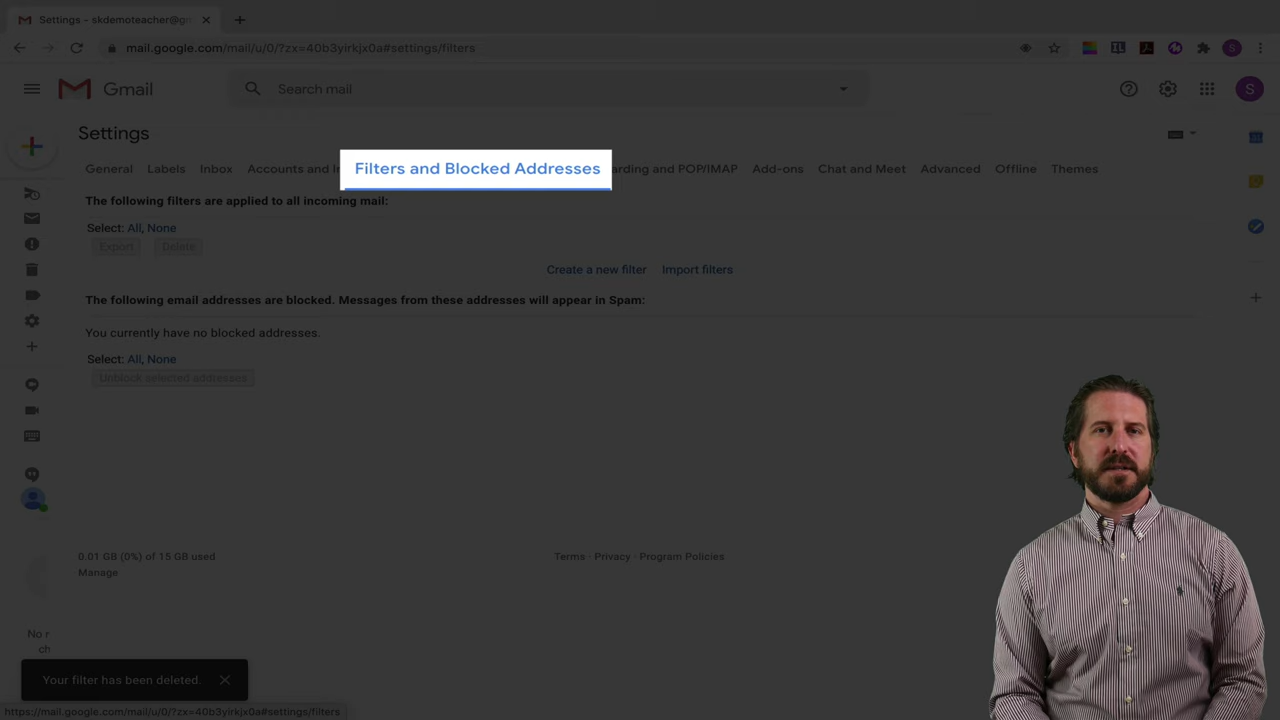 Settings - skdemoteacher@gm
mail.google.com/mail/u/0/?zx=40b3yirkjx0a#settings/filters
S
Gmail
Search mail
S
Settings
General
Labels
Inbox
Accounts and
Filters and Blocked Addresses
arding and POP/IMAP
Add-ons
Chat and Meet
Advanced
Offline
Themes
The following filters are applied to all incoming mail:
Select: All, None
Export
Delete
Create a new filter
Import filters
The following email addresses are blocked. Messages from these addresses will appear in Spam:
You currently have no blocked addresses.
Select: All, None
Unblock selected addresses
0.01 GB (0%) of 15 GB used
Manage
Terms · Privacy · Program Policies
No r
ch
Your filter has been deleted.
https://mail.google.com/mail/u/0/?zx=40b3yirkjx0a#settings/filters